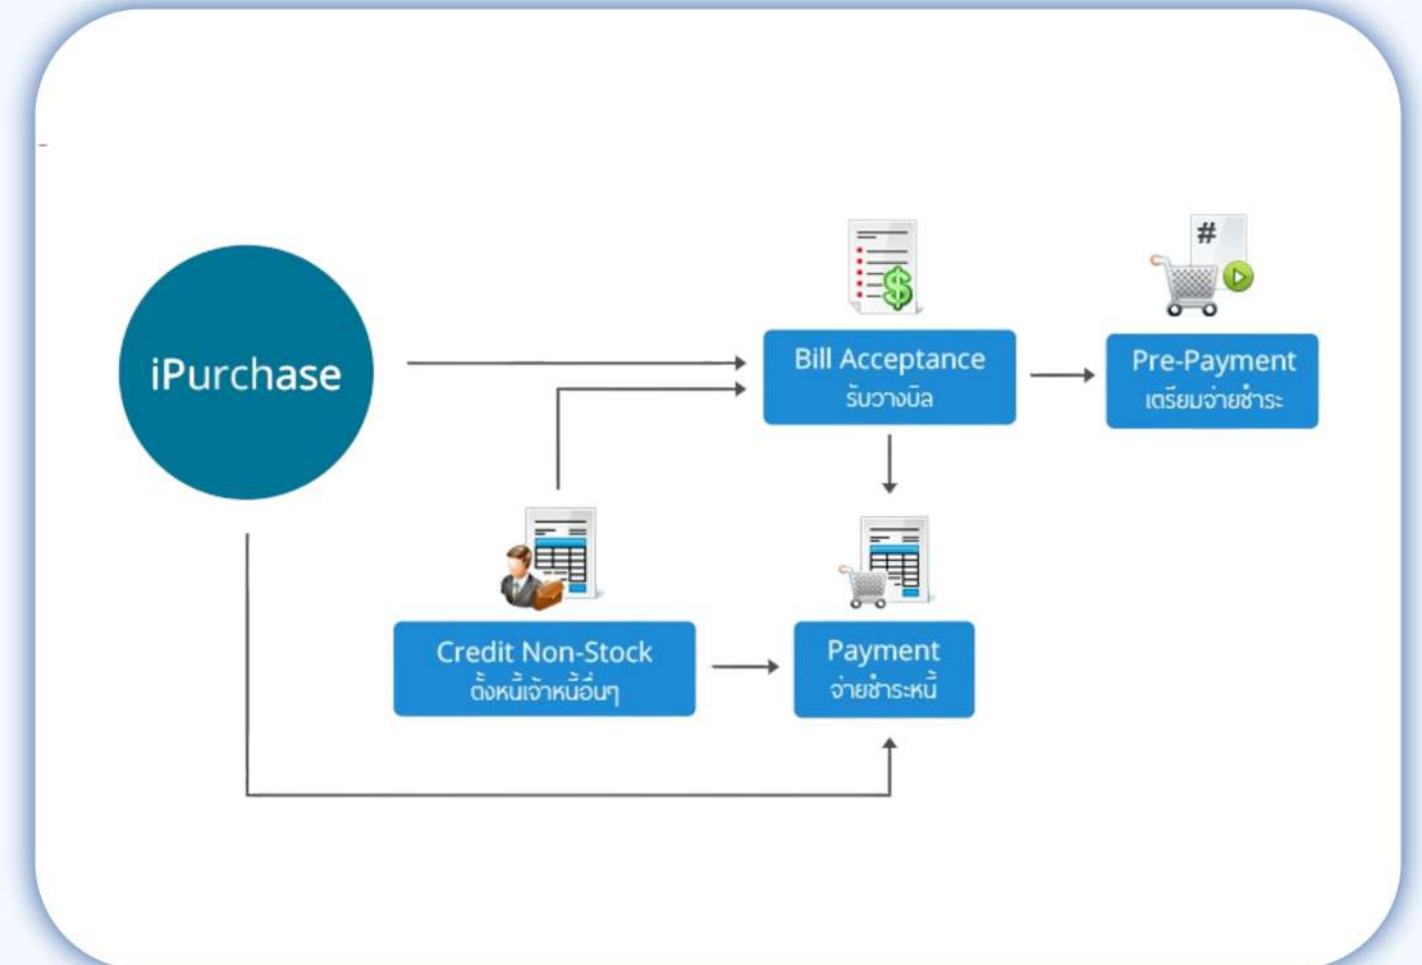 #
iPurchase
Bill Acceptance
รับวางบิล
Pre-Payment
เตรียมจ่ายชำระ
$
Credit Non-Stock
ตั้งหนี้เจ้าหนี้อื่นๆ
Payment
จ่ายชำระหนี้